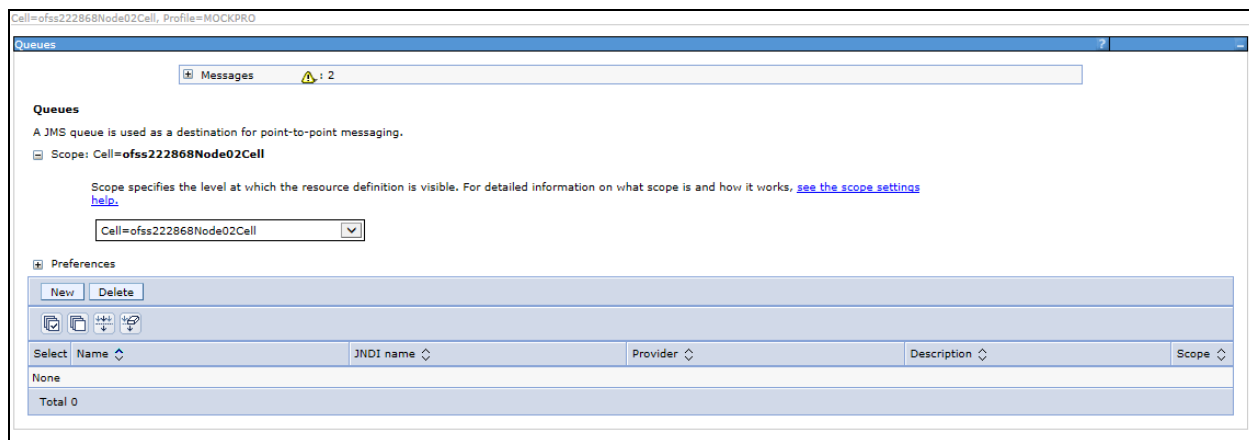 Cell=ofss222868Node02Cell, Profile=MOCKPRO
Queues ? –
Messages : 2
Queues
A JMS queue is used as a destination for point-to-point messaging.
Scope: Cell=ofss222868Node02Cell
Scope specifies the level at which the resource definition is visible. For detailed information on what scope is and how it works, see the scope settings
help.
Cell=ofss222868Node02Cell
Preferences
New Delete
Select Name JNDI name Provider Description Scope
None
Total 0